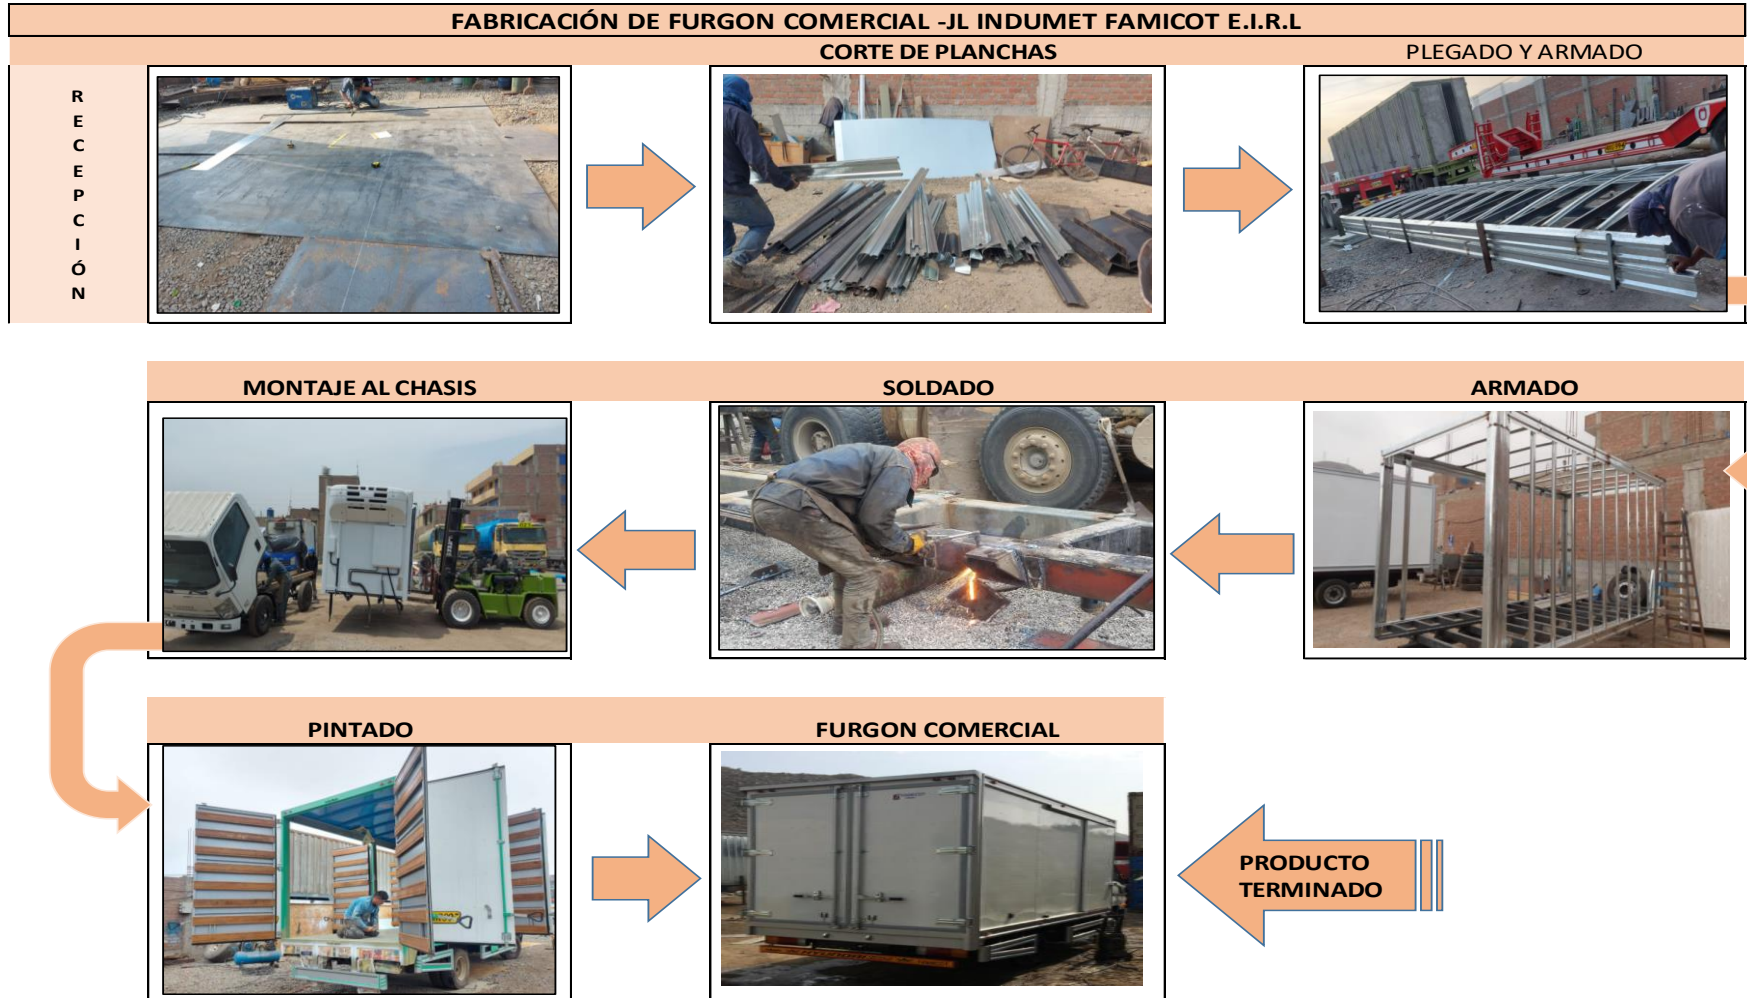 FABRICACIÓN DE FURGON COMERCIAL -JL INDUMET FAMICOT E.I.R.L
CORTE DE PLANCHAS
PLEGADO Y ARMADO
RECEPCIÓN
MONTAJE AL CHASIS
SOLDADO
ARMADO
PINTADO
FURGON COMERCIAL
PRODUCTO
TERMINADO